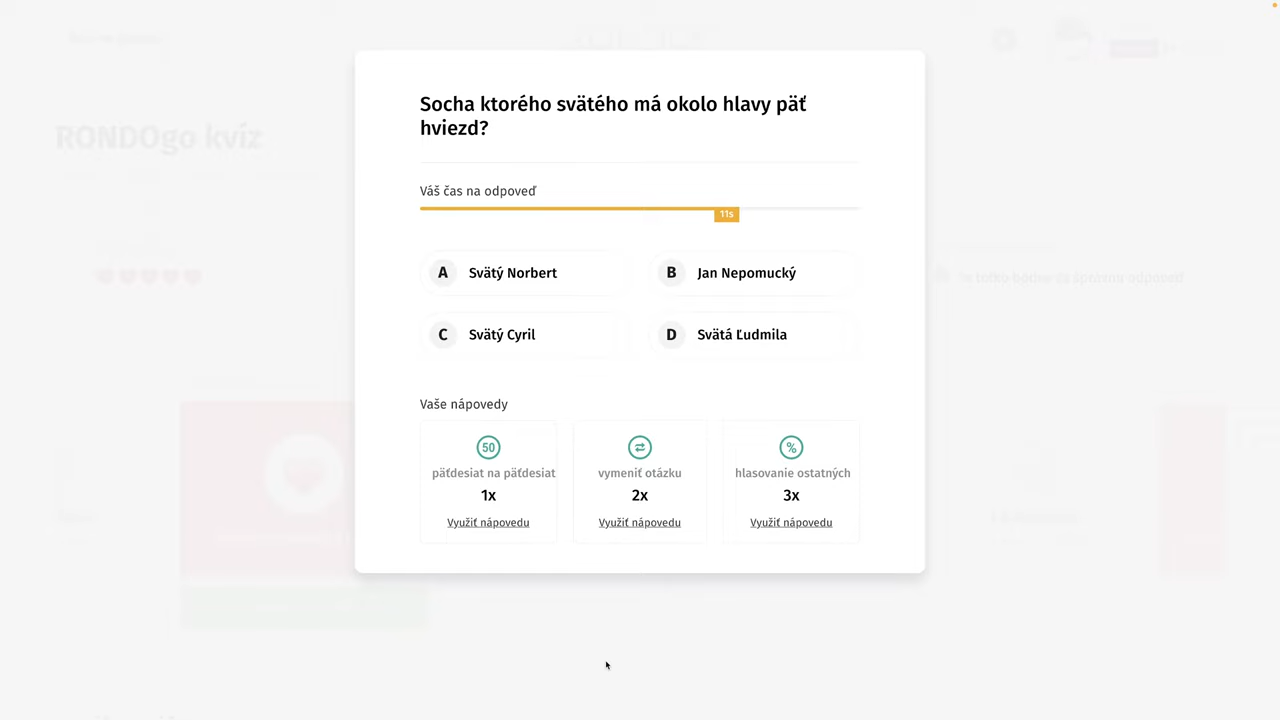 RONDOgo kvíz
Socha ktorého svätého má okolo hlavy päť
hviezd?
Váš čas na odpoveď
11s
A Svätý Norbert
B Jan Nepomucký
C Svätý Cyril
D Svätá Ľudmila
Vaše nápovedy
50
%
päťdesiat na päťdesiat
vymeniť otázku
hlasovanie ostatných
1x
2x
3x
Využiť nápovedu
Využiť nápovedu
Využiť nápovedu